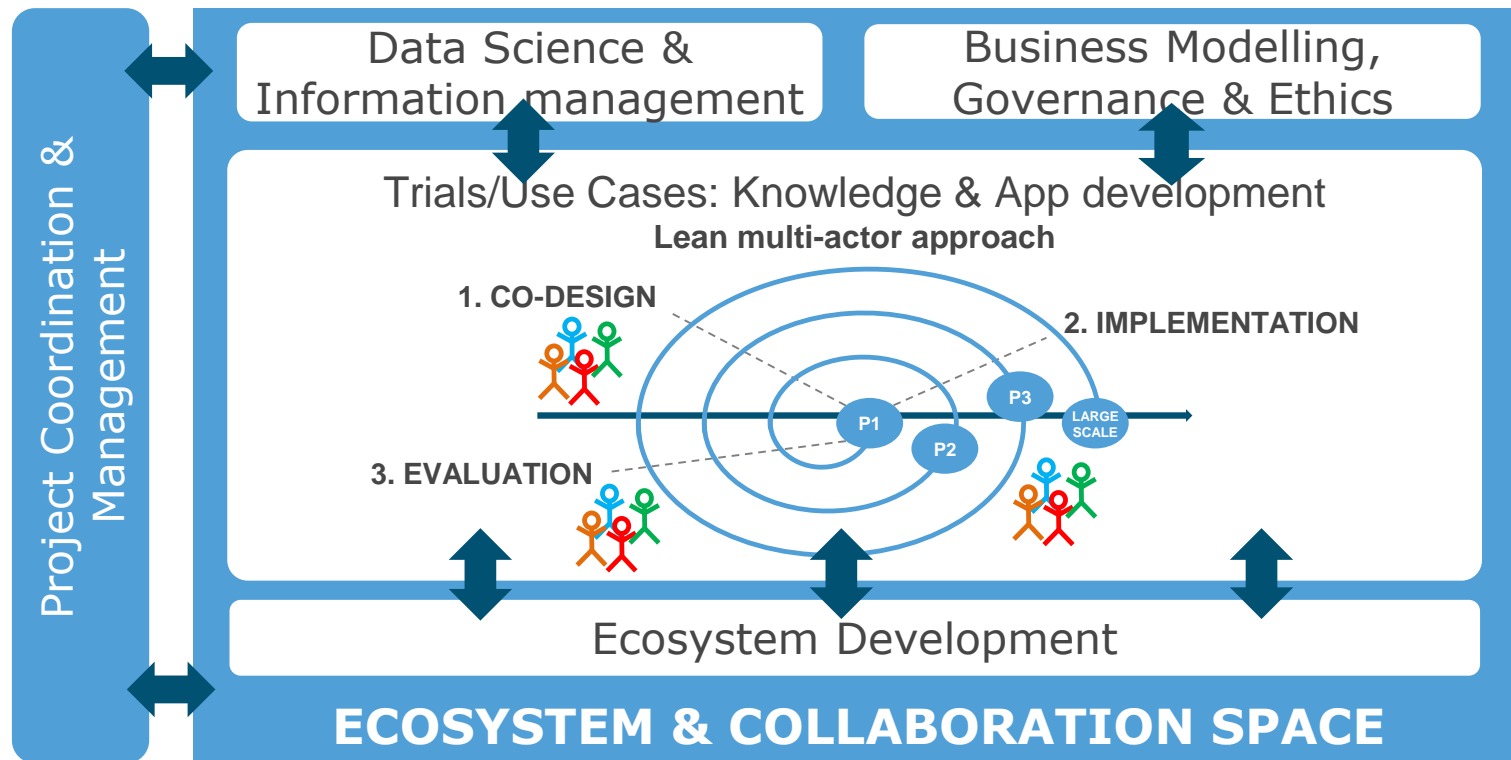 Project Coordination &
Management
Data Science &
Information management
Business Modelling,
Governance & Ethics
Trials/Use Cases: Knowledge & App development
Lean multi-actor approach
1. CO-DESIGN
2. IMPLEMENTATION
P3
P1
LARGE
SCALE
P2
3. EVALUATION
Ecosystem Development
ECOSYSTEM & COLLABORATION SPACE